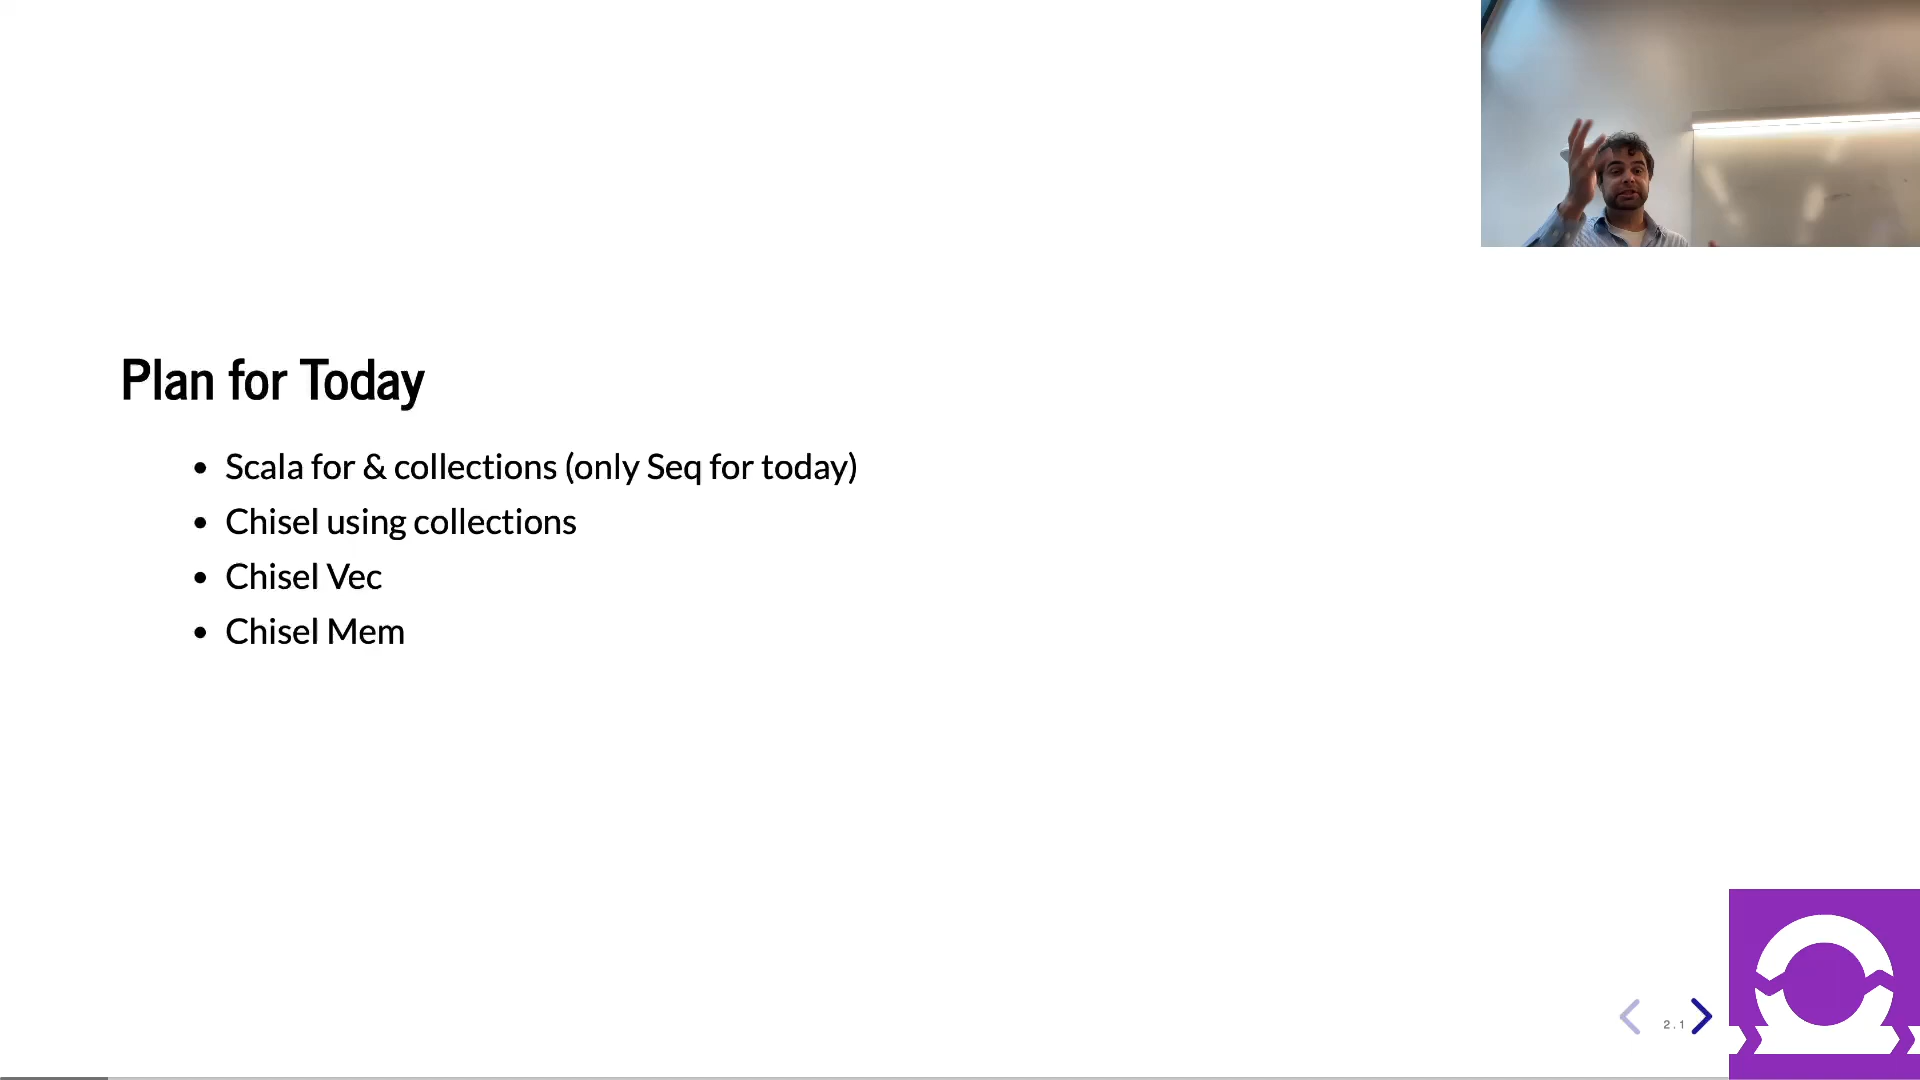 Plan for Today
• Scala for & collections (only Seq for today)
• Chisel using collections
• Chisel Vec
• Chisel Mem
2.1